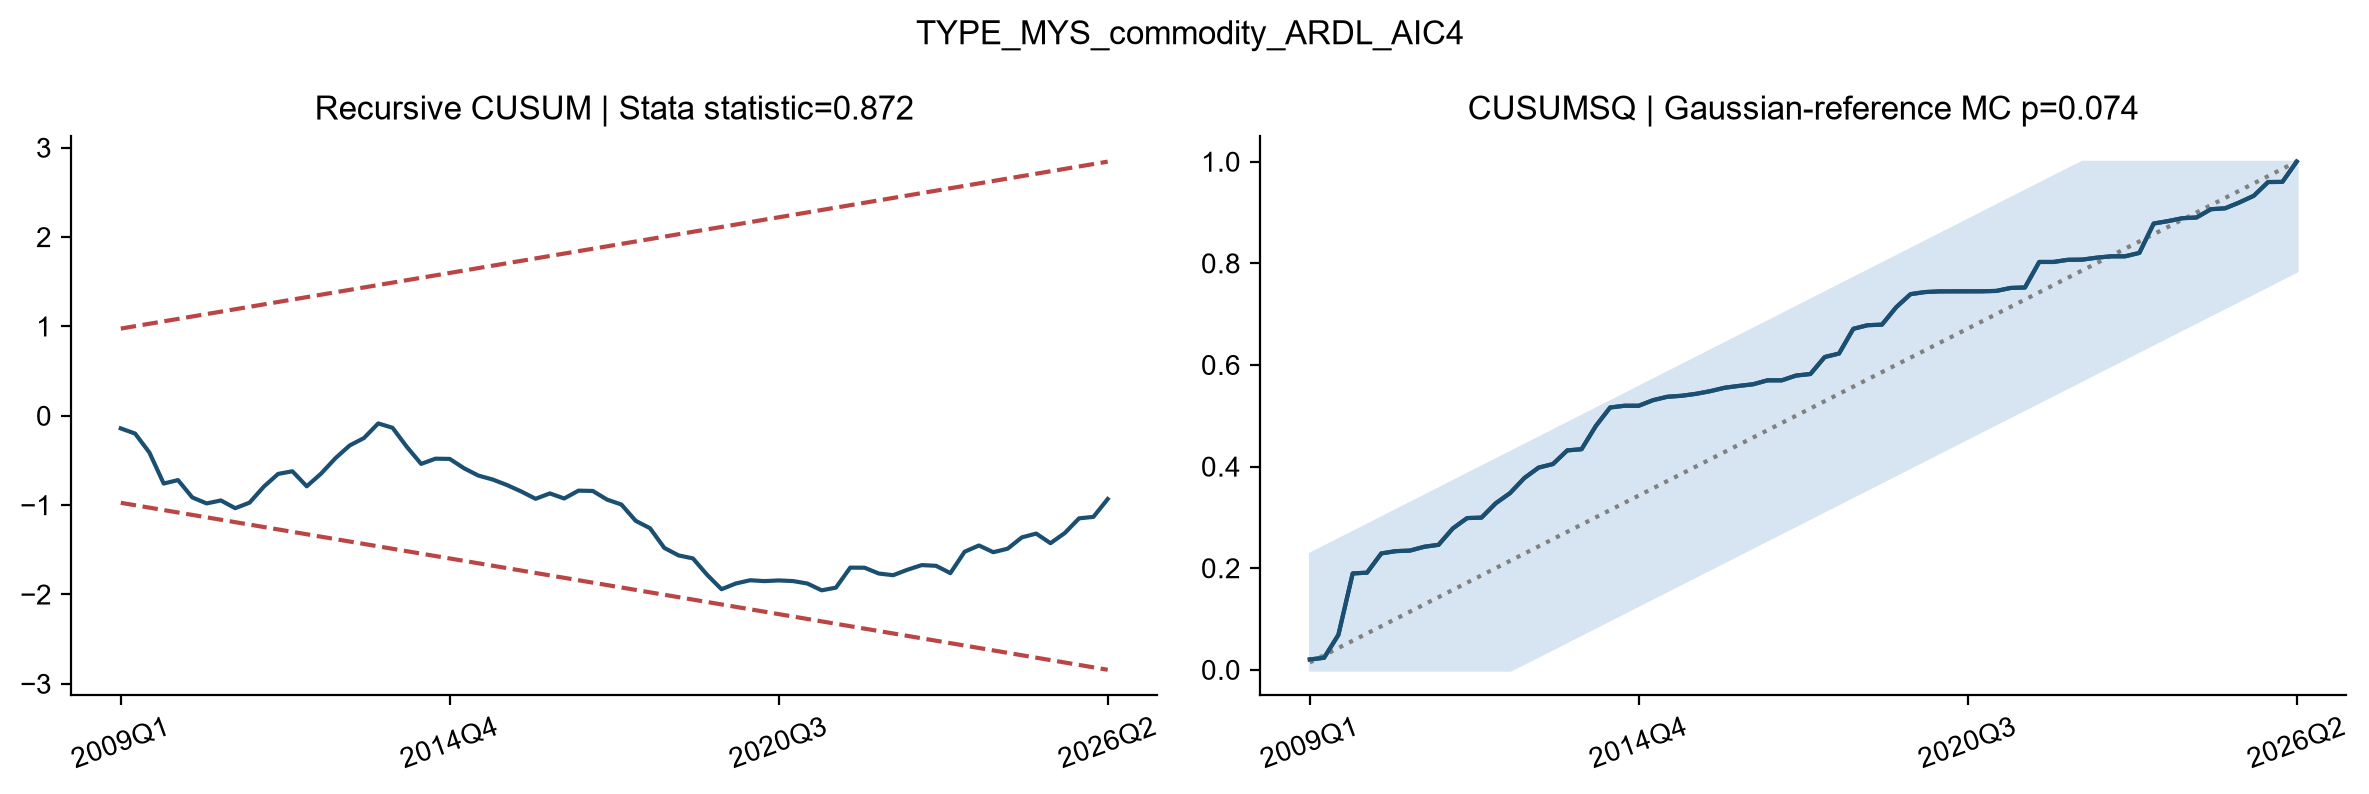 TYPE_MYS_commodity_ARDL_AIC4
Recursive CUSUM | Stata statistic=0.872
3
2
1
0
−1
−2
−3
2009Q1
2014Q4
2020Q3
2026Q2
CUSUMSQ | Gaussian-reference MC p=0.074
1.0
0.8
0.6
0.4
0.2
0.0
2009Q1
2014Q4
2020Q3
2026Q2